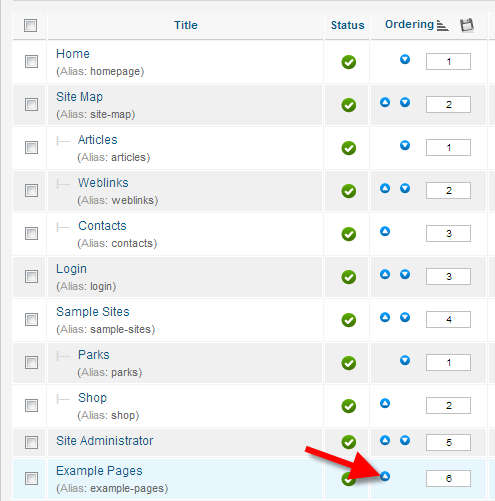 Title Status Ordering
Home 1
(Alias: homepage)
Site Map 2
(Alias: site-map)
Articles 1
(Alias: articles)
Weblinks 2
(Alias: weblinks)
Contacts 3
(Alias: contacts)
Login 3
(Alias: login)
Sample Sites 4
(Alias: sample-sites)
Parks 1
(Alias: parks)
Shop 2
(Alias: shop)
Site Administrator 5
Example Pages 6
(Alias: example-pages)